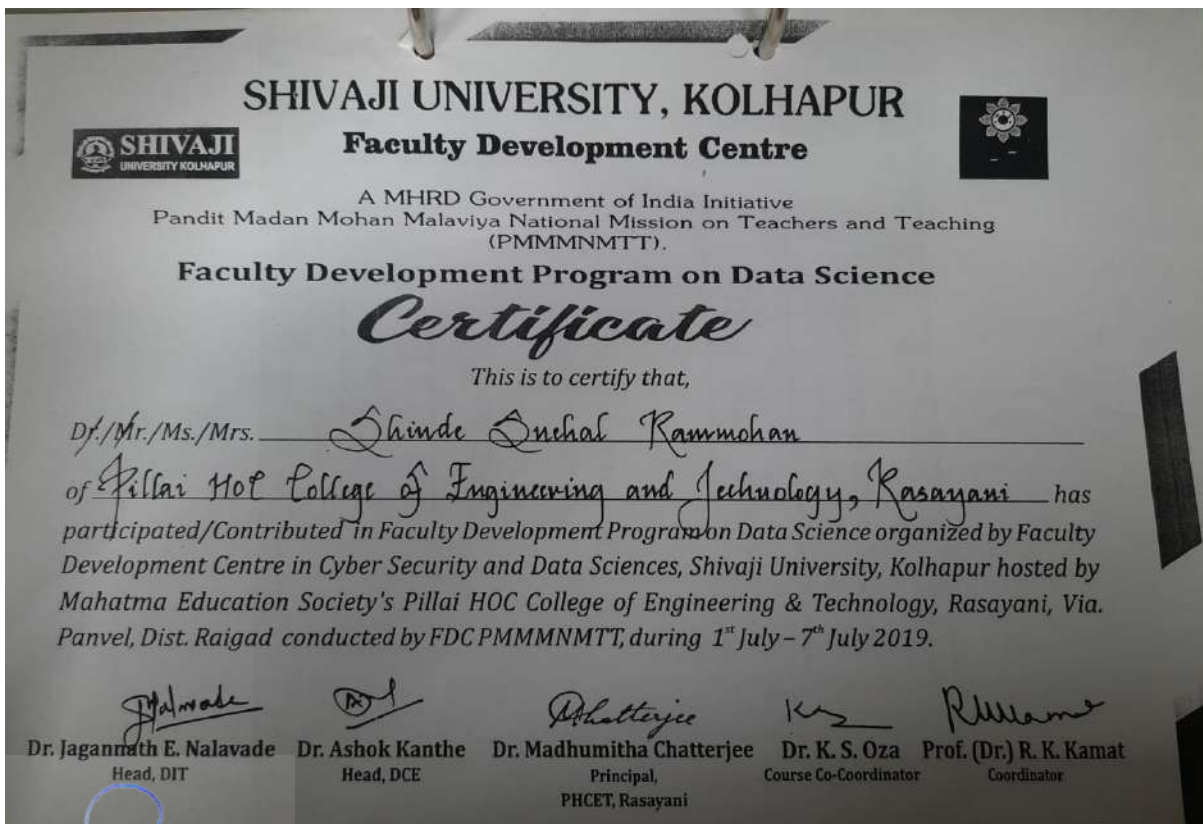 SHIVAJI UNIVERSITY, KOLHAPUR
SHIVAJI
UNIVERSITY KOLHAPUR
Faculty Development Centre
A MHRD Government of India Initiative
Pandit Madan Mohan Malaviya National Mission on Teachers and Teaching
(PMMMNMTT).
Faculty Development Program on Data Science
Certificate
This is to certify that,
Dr./Mr./Ms./Mrs. Shinde Snehal Rammohan
of Pillai HOC College of Engineering and Technology, Rasayani has
participated/Contributed in Faculty Development Program on Data Science organized by Faculty
Development Centre in Cyber Security and Data Sciences, Shivaji University, Kolhapur hosted by
Mahatma Education Society's Pillai HOC College of Engineering & Technology, Rasayani, Via.
Panvel, Dist. Raigad conducted by FDC PMMMNMTT, during 1st July – 7th July 2019.
Dr. Jagannath E. Nalavade Dr. Ashok Kanthe Dr. Madhumitha Chatterjee Dr. K. S. Oza Prof. (Dr.) R. K. Kamat
Head, DIT Head, DCE Principal, Course Co-Coordinator Coordinator
PHCET, Rasayani